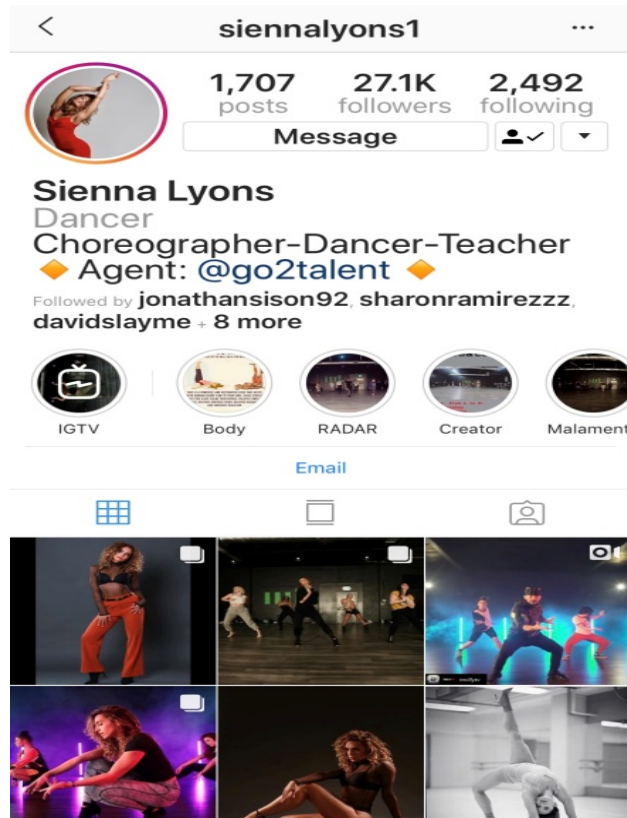 siennalyons1
1,707 27.1K 2,492
posts followers following
Message
Sienna Lyons
Dancer
Choreographer-Dancer-Teacher
🔸 Agent: @go2talent 🔸
Followed by jonathansison92, sharonramirezzz,
davidslayme + 8 more
IGTV Body RADAR Creator Malament
Email